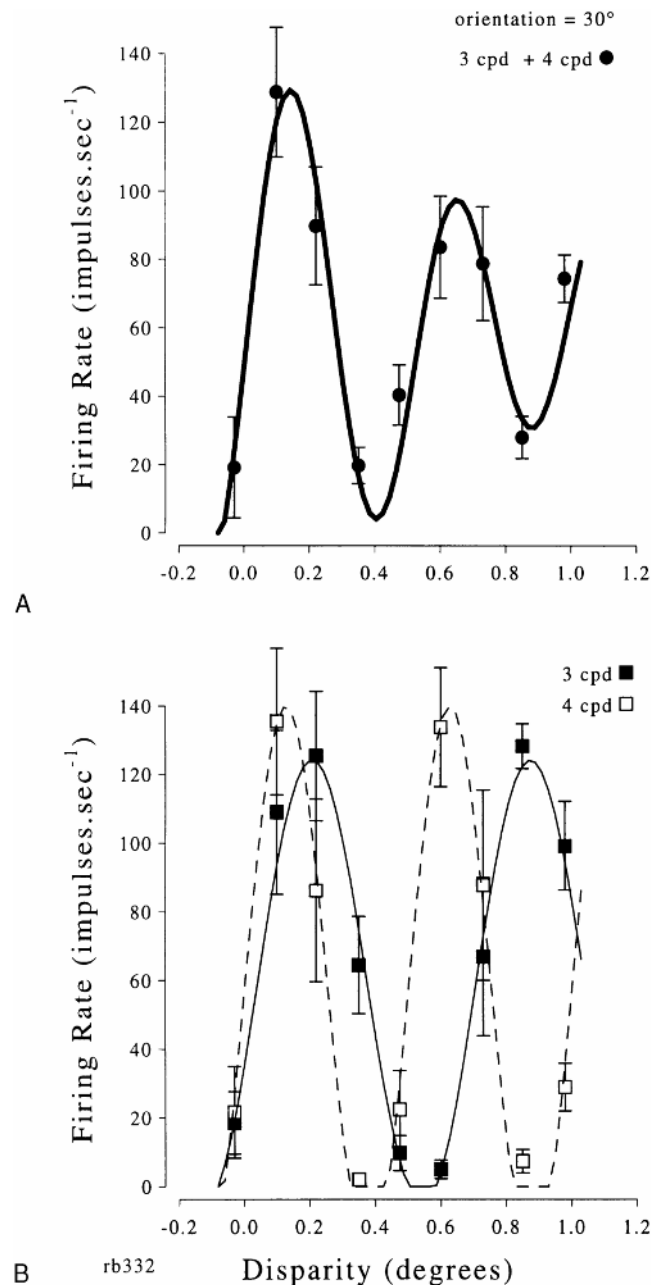 orientation = 30°
3 cpd + 4 cpd
140
120
100
80
60
40
20
0
Firing Rate (impulses.sec⁻¹)
-0.2 0.0 0.2 0.4 0.6 0.8 1.0 1.2
A
3 cpd
4 cpd
140
120
100
80
60
40
20
0
Firing Rate (impulses.sec⁻¹)
-0.2 0.0 0.2 0.4 0.6 0.8 1.0 1.2
B rb332 Disparity (degrees)